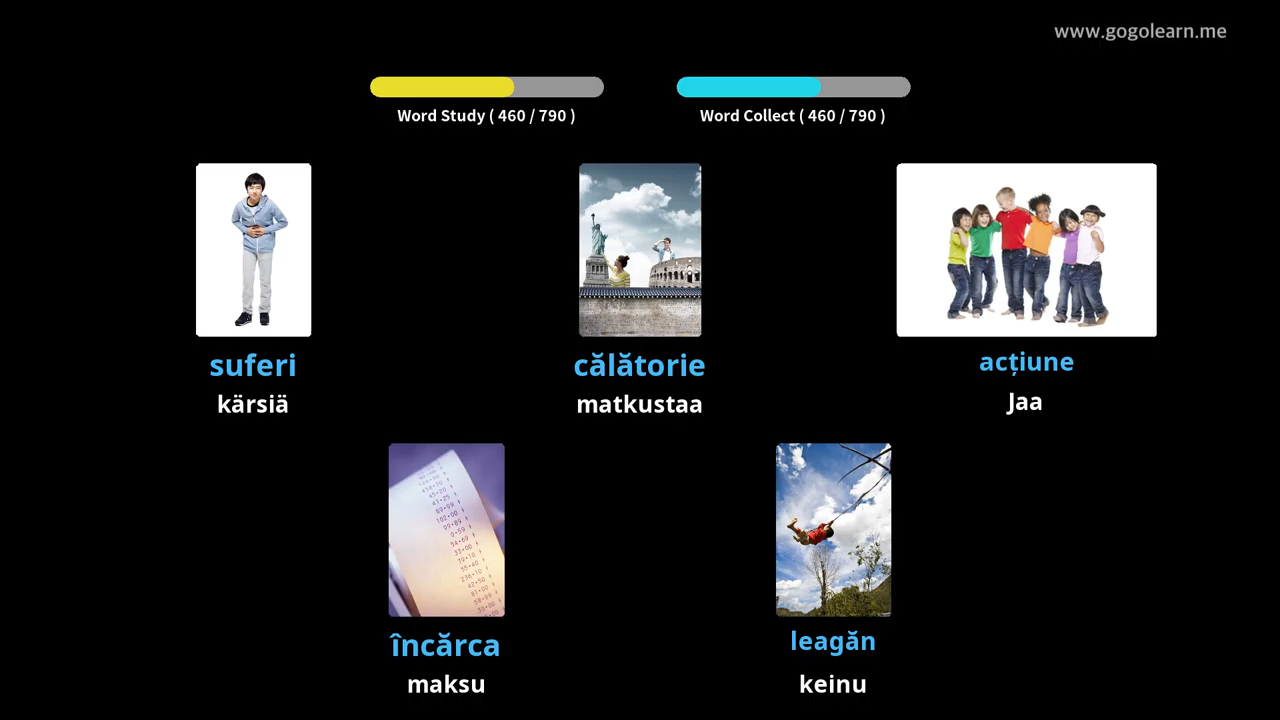 www.gogolearn.me
Word Study ( 460 / 790 )
Word Collect ( 460 / 790 )
suferi
kärsiä
călătorie
matkustaa
acțiune
Jaa
încărca
maksu
leagăn
keinu